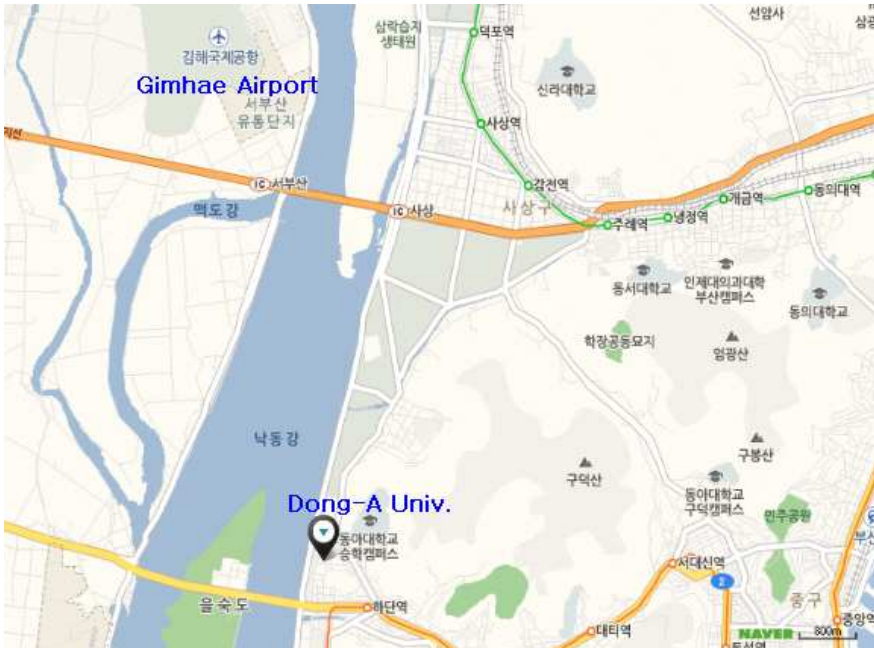 선암사
삼락습지
생태원
덕포역
김해국제공항
Gimhae Airport
서부산
유통단지
신라대학교
사상역
IC 서부산
감전역
맥도강
IC 사상
사상구
주례역
냉정역
개금역
동의대역
동서대학교
인제대의과대학
부산캠퍼스
동의대학교
학장공동묘지
엄광산
낙동강
구봉산
구덕산
Dong-A Univ.
동아대학교
승학캠퍼스
동아대학교
구덕캠퍼스
민주공원
서대신역
2
을숙도
하단역
대티역
중구
중앙역
NAVER
800m